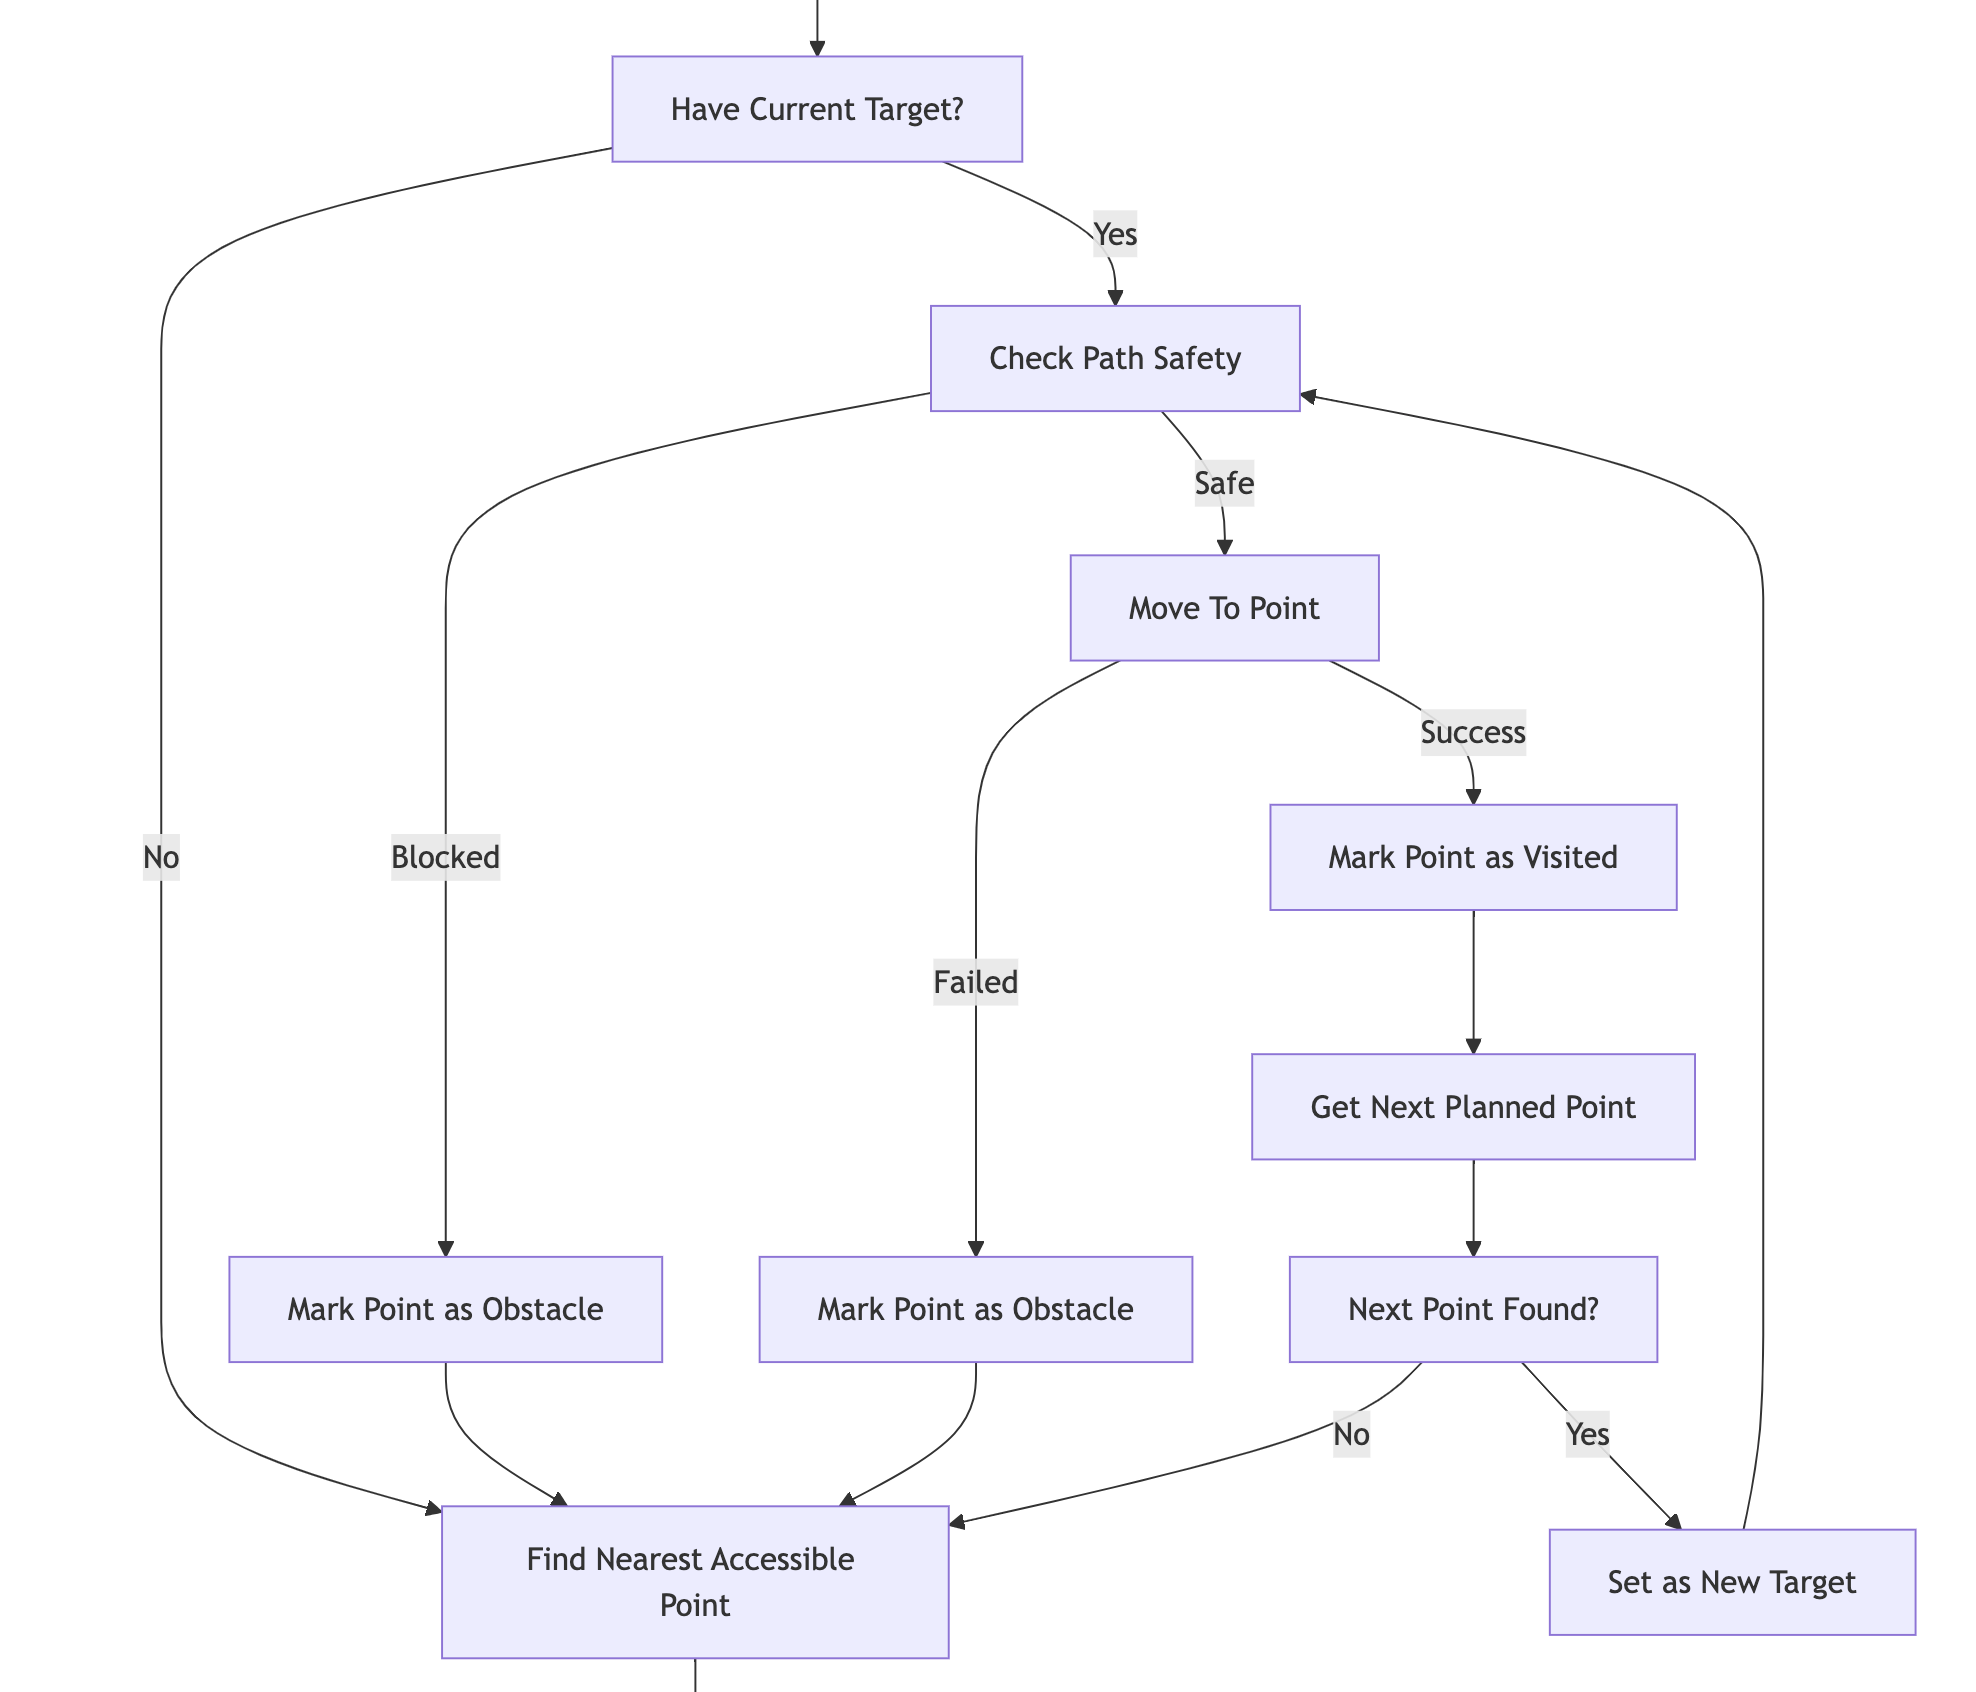 Have Current Target?
Yes
Check Path Safety
Safe
Move To Point
Success
No
Blocked
Mark Point as Visited
Failed
Get Next Planned Point
Mark Point as Obstacle
Mark Point as Obstacle
Next Point Found?
No
Yes
Find Nearest Accessible
Point
Set as New Target